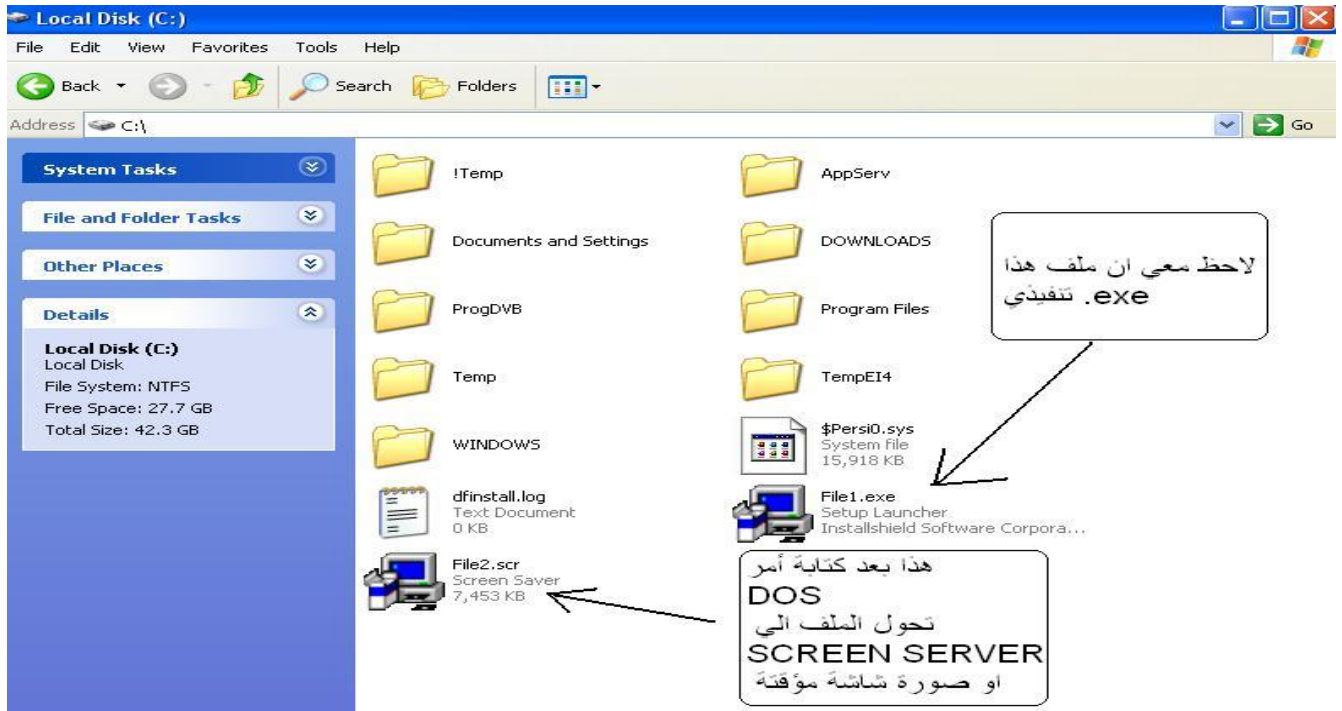 Local Disk (C:)
File Edit View Favorites Tools Help
Back Search Folders
Address C:\ Go
System Tasks
File and Folder Tasks
Other Places
Details
Local Disk (C:)
Local Disk
File System: NTFS
Free Space: 27.7 GB
Total Size: 42.3 GB
!Temp
AppServ
Documents and Settings
DOWNLOADS
ProgDVB
Program Files
Temp
TempEI4
WINDOWS
$Persi0.sys
System file
15,918 KB
dfinstall.log
Text Document
0 KB
File1.exe
Setup Launcher
Installshield Software Corpora...
File2.scr
Screen Saver
7,453 KB
لاحظ معي ان ملف هذا
تنفيذي .exe
هذا بعد كتابة أمر
DOS
تحول الملف الي
SCREEN SERVER
او صورة شاشة مؤقتة